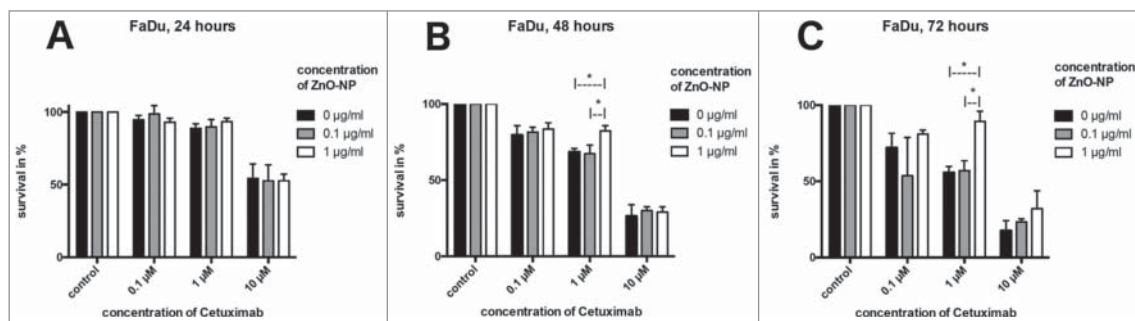 A
FaDu, 24 hours
concentration
of ZnO-NP
0 µg/ml
0.1 µg/ml
1 µg/ml
survival in %
100
50
0
control
0.1 µM
1 µM
10 µM
concentration of Cetuximab
B
FaDu, 48 hours
concentration
of ZnO-NP
0 µg/ml
0.1 µg/ml
1 µg/ml
survival in %
100
50
0
*
*
control
0.1 µM
1 µM
10 µM
concentration of Cetuximab
C
FaDu, 72 hours
concentration
of ZnO-NP
0 µg/ml
0.1 µg/ml
1 µg/ml
survival in %
100
50
0
*
*
control
0.1 µM
1 µM
10 µM
concentration of Cetuximab